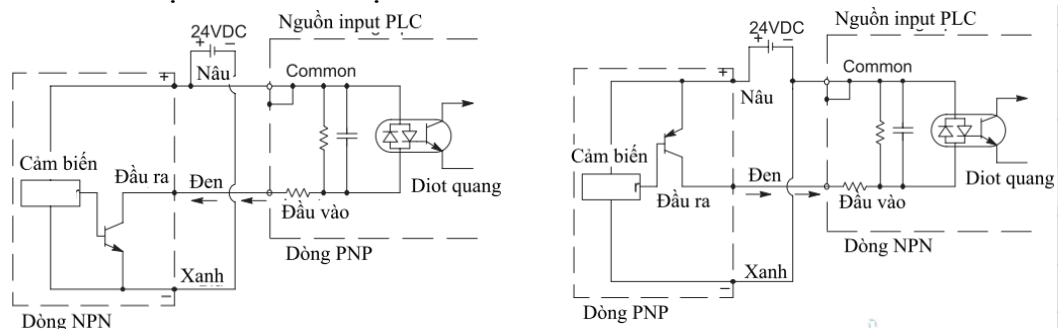 24VDC
Nguồn input PLC
+ −
+
Nâu
Common
Cảm biến
Đầu ra
Đen
Đầu vào
Diot quang
Dòng PNP
Xanh
−
Dòng NPN
24VDC
Nguồn input PLC
+ −
+
Nâu
Common
Cảm biến
Đầu ra
Đen
Đầu vào
Diot quang
Dòng NPN
Xanh
−
Dòng PNP